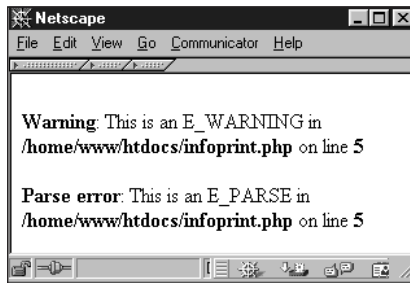 Netscape
File Edit View Go Communicator Help
Warning: This is an E_WARNING in
/home/www/htdocs/infoprint.php on line 5
Parse error: This is an E_PARSE in
/home/www/htdocs/infoprint.php on line 5